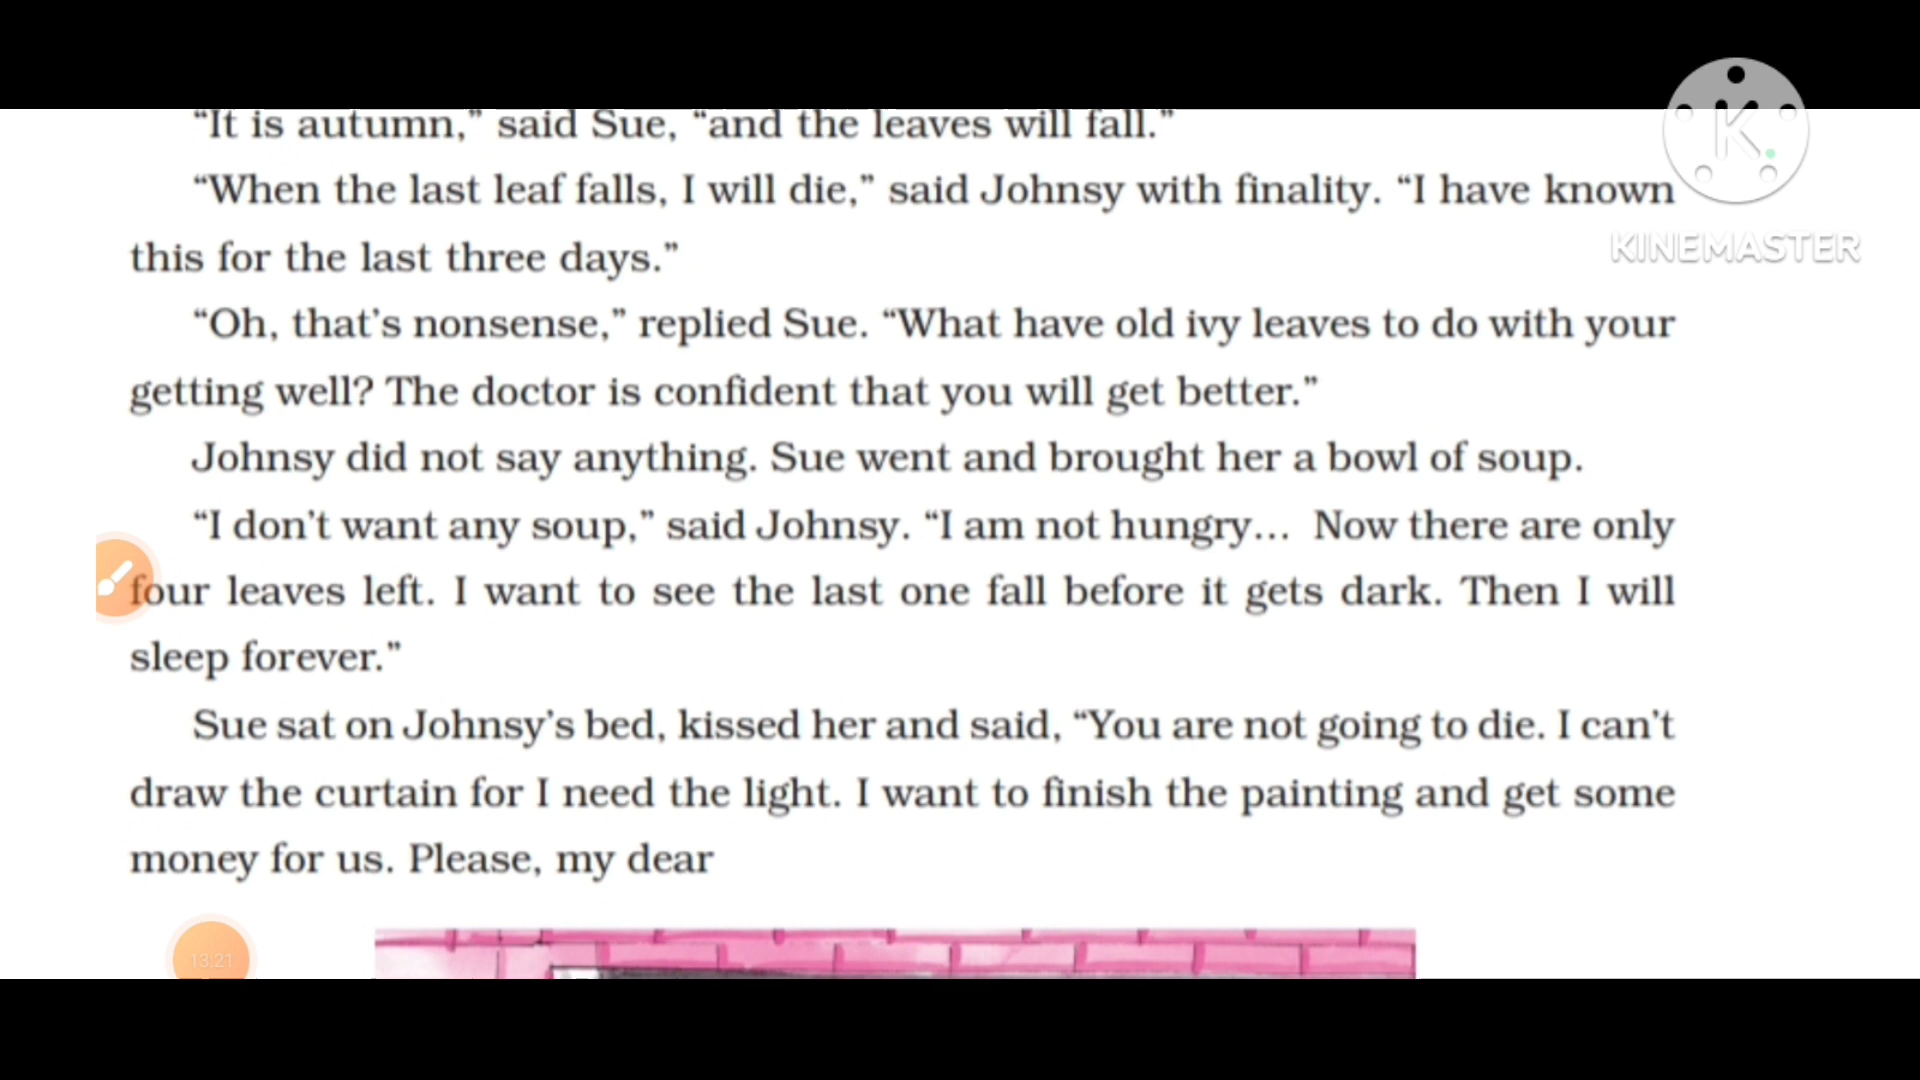 “It is autumn,” said Sue, “and the leaves will fall.”
“When the last leaf falls, I will die,” said Johnsy with finality. “I have known
this for the last three days.”
“Oh, that’s nonsense,” replied Sue. “What have old ivy leaves to do with your
getting well? The doctor is confident that you will get better.”
Johnsy did not say anything. Sue went and brought her a bowl of soup.
“I don’t want any soup,” said Johnsy. “I am not hungry... Now there are only
four leaves left. I want to see the last one fall before it gets dark. Then I will
sleep forever.”
Sue sat on Johnsy’s bed, kissed her and said, “You are not going to die. I can’t
draw the curtain for I need the light. I want to finish the painting and get some
money for us. Please, my dear
K
KINEMASTER
13:21